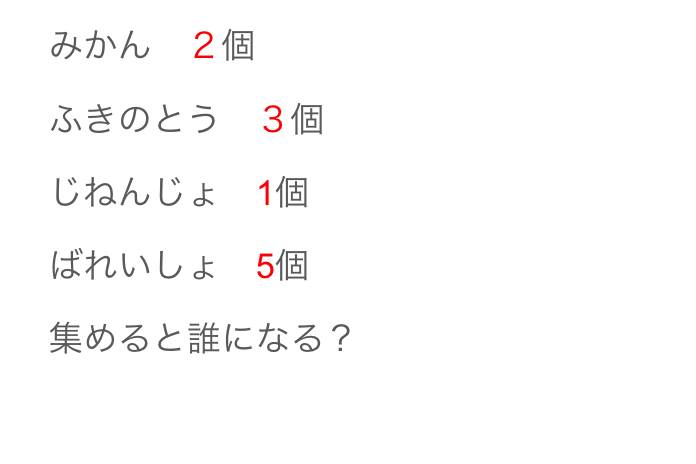 みかん　２個
ふきのとう　３個
じねんじょ　1個
ばれいしょ　5個
集めると誰になる？